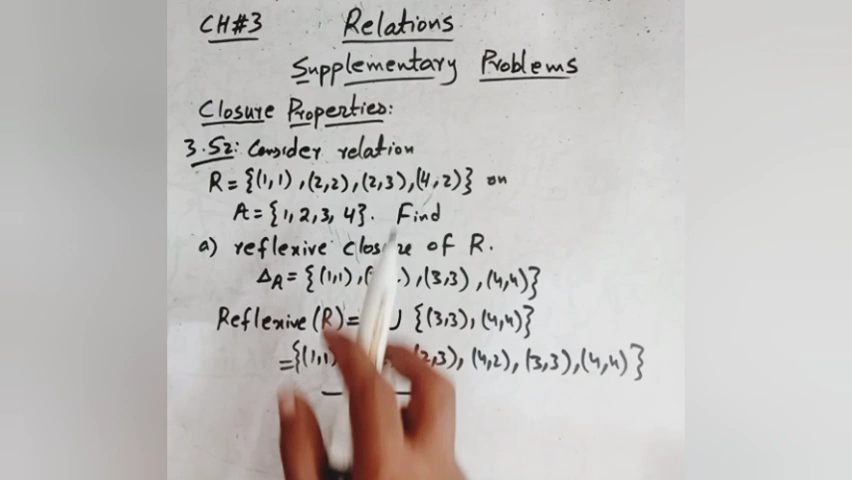 CH#3 Relations
Supplementary Problems
Closure Properties:
3.52: Consider relation
R = {(1,1), (2,2), (2,3), (4,2)} on
A = {1, 2, 3, 4}. Find
a) reflexive closure of R.
ΔA = {(1,1), ( ), (3,3), (4,4)}
Reflexive (R) = ∪ {(3,3), (4,4)}
= {(1,1) 2,3), (4,2), (3,3), (4,4)}